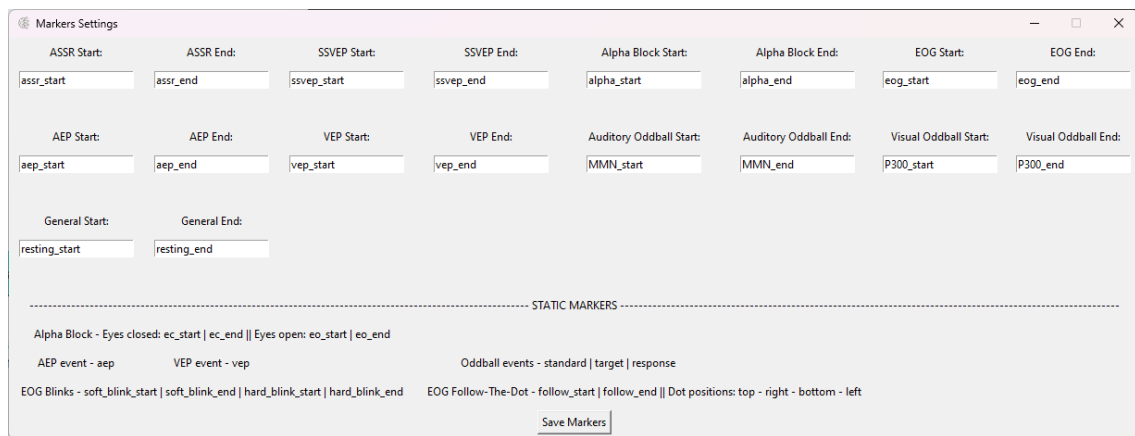 Markers Settings
ASSR Start: ASSR End: SSVEP Start: SSVEP End: Alpha Block Start: Alpha Block End: EOG Start: EOG End:
assr_start assr_end ssvep_start ssvep_end alpha_start alpha_end eog_start eog_end
AEP Start: AEP End: VEP Start: VEP End: Auditory Oddball Start: Auditory Oddball End: Visual Oddball Start: Visual Oddball End:
aep_start aep_end vep_start vep_end MMN_start MMN_end P300_start P300_end
General Start: General End:
resting_start resting_end
STATIC MARKERS
Alpha Block - Eyes closed: ec_start | ec_end || Eyes open: eo_start | eo_end
AEP event - aep VEP event - vep Oddball events - standard | target | response
EOG Blinks - soft_blink_start | soft_blink_end | hard_blink_start | hard_blink_end EOG Follow-The-Dot - follow_start | follow_end || Dot positions: top - right - bottom - left
Save Markers